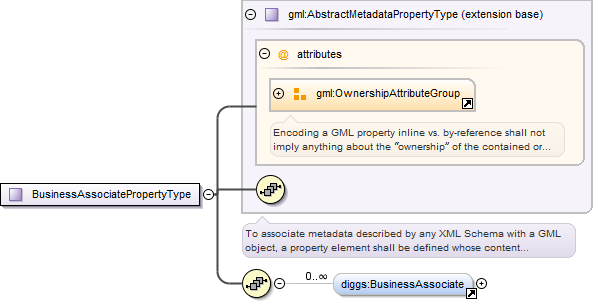 gml:AbstractMetadataPropertyType (extension base)
@ attributes
gml:OwnershipAttributeGroup
Encoding a GML property inline vs. by-reference shall not
imply anything about the "ownership" of the contained or...
BusinessAssociatePropertyType
To associate metadata described by any XML Schema with a GML
object, a property element shall be defined whose content...
0..∞
diggs:BusinessAssociate